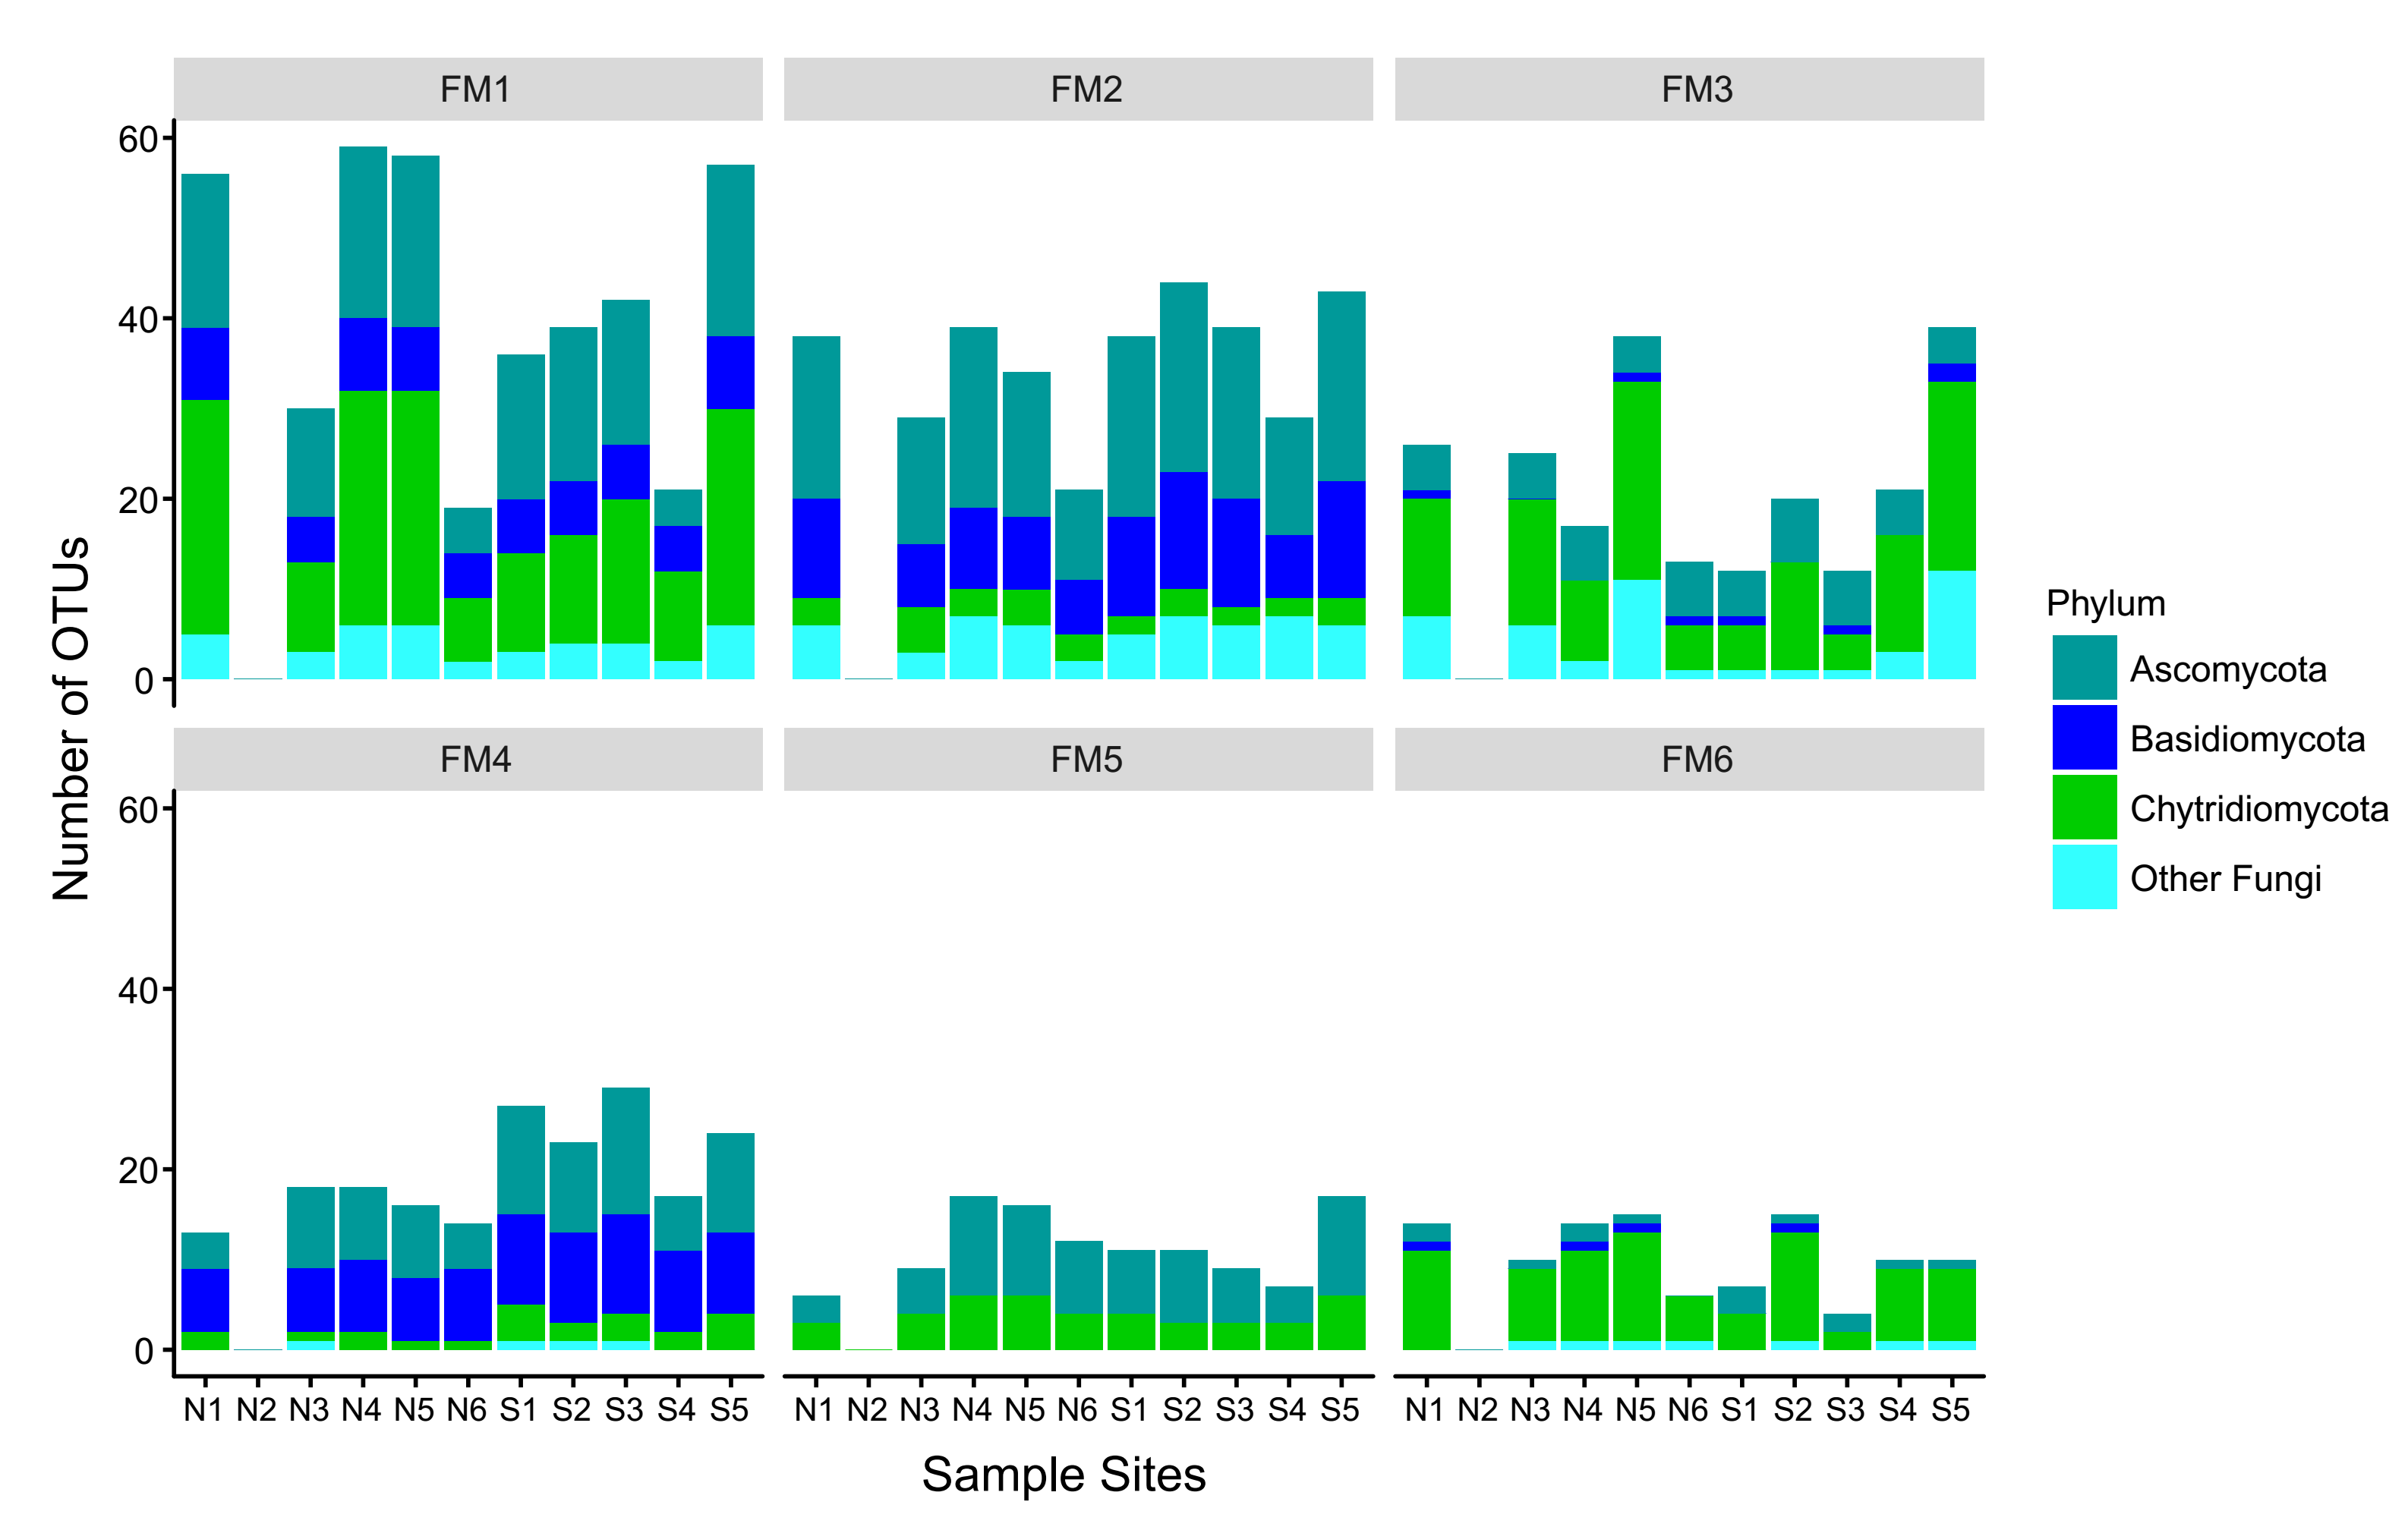 FM1 FM2 FM3
60
40
20
0
FM4 FM5 FM6
60
40
20
0
N1 N2 N3 N4 N5 N6 S1 S2 S3 S4 S5 N1 N2 N3 N4 N5 N6 S1 S2 S3 S4 S5 N1 N2 N3 N4 N5 N6 S1 S2 S3 S4 S5
Sample Sites
Number of OTUs
Phylum
Ascomycota
Basidiomycota
Chytridiomycota
Other Fungi